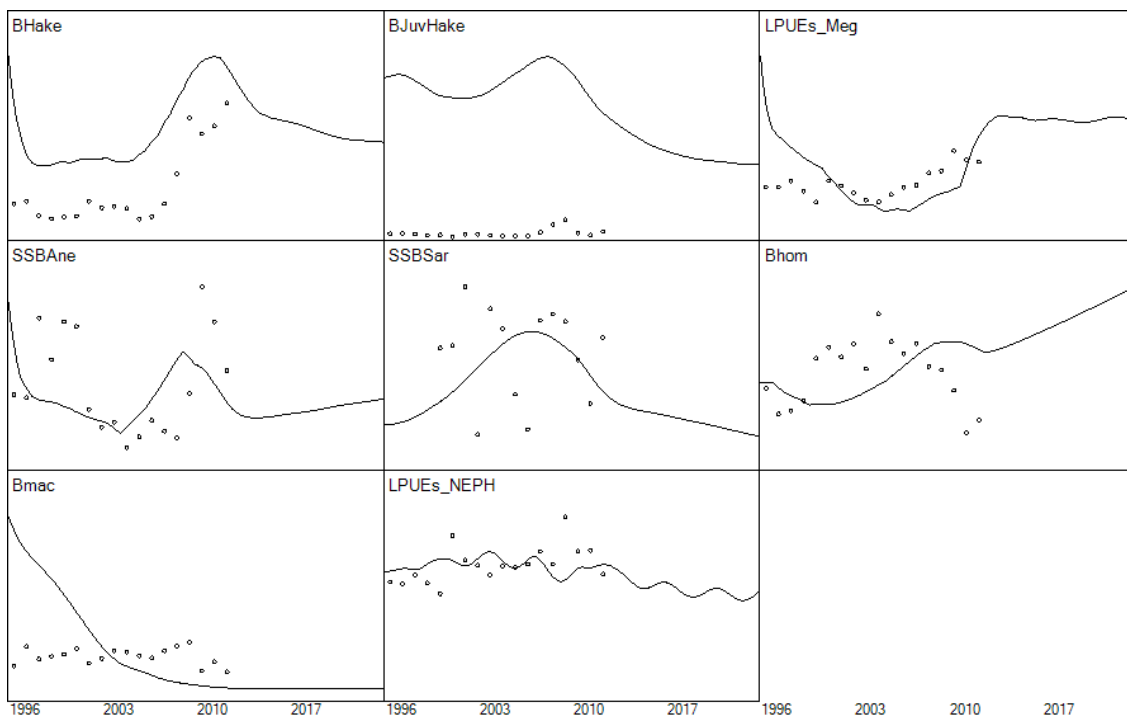 BHake
BJuvHake
LPUEs_Meg
SSBAne
SSBSar
Bhom
Bmac
LPUEs_NEPH
1996 2003 2010 2017
1996 2003 2010 2017
1996 2003 2010 2017